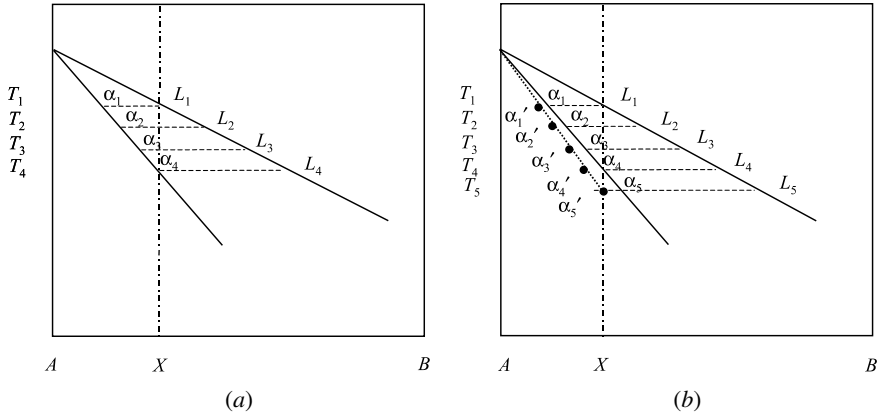 T₁
T₂
T₃
T₄
α₁
α₂
α₃
α₄
L₁
L₂
L₃
L₄
A X B
(a)
T₁
T₂
T₃
T₄
T₅
α₁
α₂
α₃
α₄
α₅
α₁′
α₂′
α₃′
α₄′
α₅′
L₁
L₂
L₃
L₄
L₅
A X B
(b)